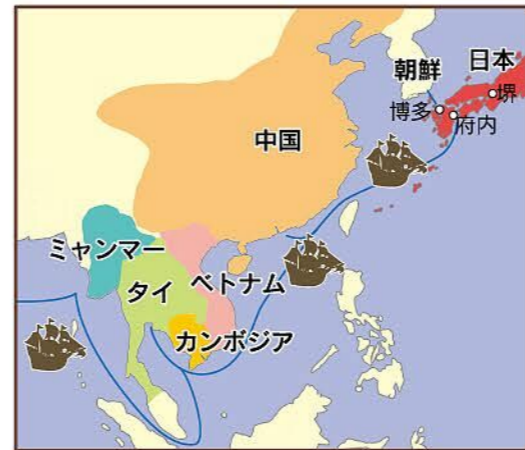 朝鮮
日本
堺
博多
府内
中国
ミャンマー
ベトナム
タイ
カンボジア